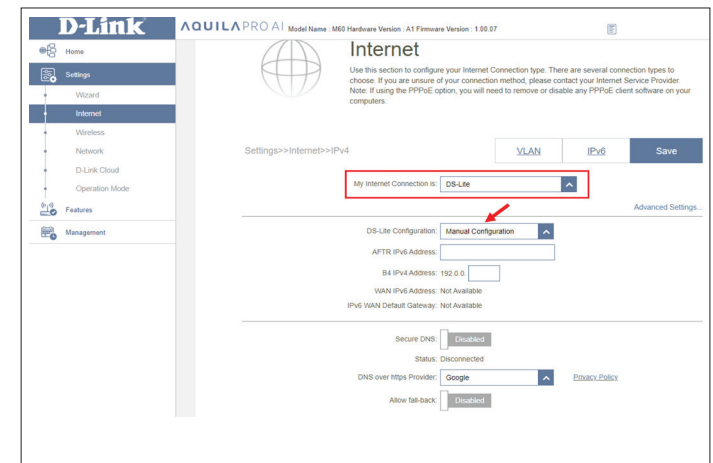 D-Link
AQUILA PRO AI Model Name : M60 Hardware Version : A1 Firmware Version : 1.00.07
Home
Settings
Wizard
Internet
Wireless
Network
D-Link Cloud
Operation Mode
Features
Management
Internet
Use this section to configure your Internet Connection type. There are several connection types to
choose. If you are unsure of your connection method, please contact your Internet Service Provider.
Note: If using the PPPoE option, you will need to remove or disable any PPPoE client software on your
computers.
Settings>>Internet>>IPv4
VLAN
IPv6
Save
My Internet Connection is: DS-Lite
Advanced Settings...
DS-Lite Configuration: Manual Configuration
AFTR IPv6 Address:
B4 IPv4 Address: 192.0.0.
WAN IPv6 Address: Not Available
IPv6 WAN Default Gateway: Not Available
Secure DNS: Disabled
Status: Disconnected
DNS over https Provider: Google Privacy Policy
Allow fall-back: Disabled